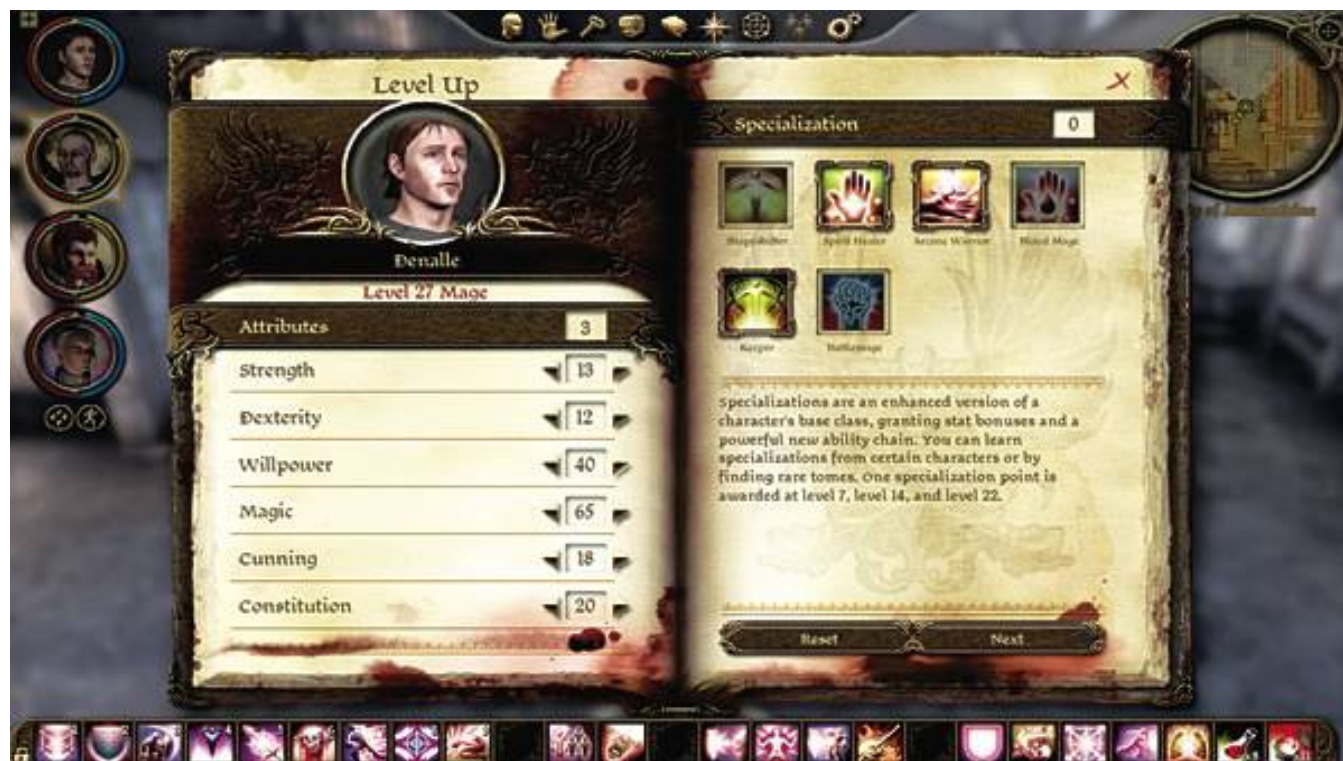 Level Up
Denalle
Level 27 Mage
Attributes 3
Strength 13
Dexterity 12
Willpower 40
Magic 65
Cunning 18
Constitution 20
x
Specialization 0
Shapeshifter Spirit Healer Arcane Warrior Blood Mage
Keeper Battlemage
Specializations are an enhanced version of a
character's base class, granting stat bonuses and a
powerful new ability chain. You can learn
specializations from certain characters or by
finding rare tomes. One specialization point is
awarded at level 7, level 14, and level 22.
Reset Next